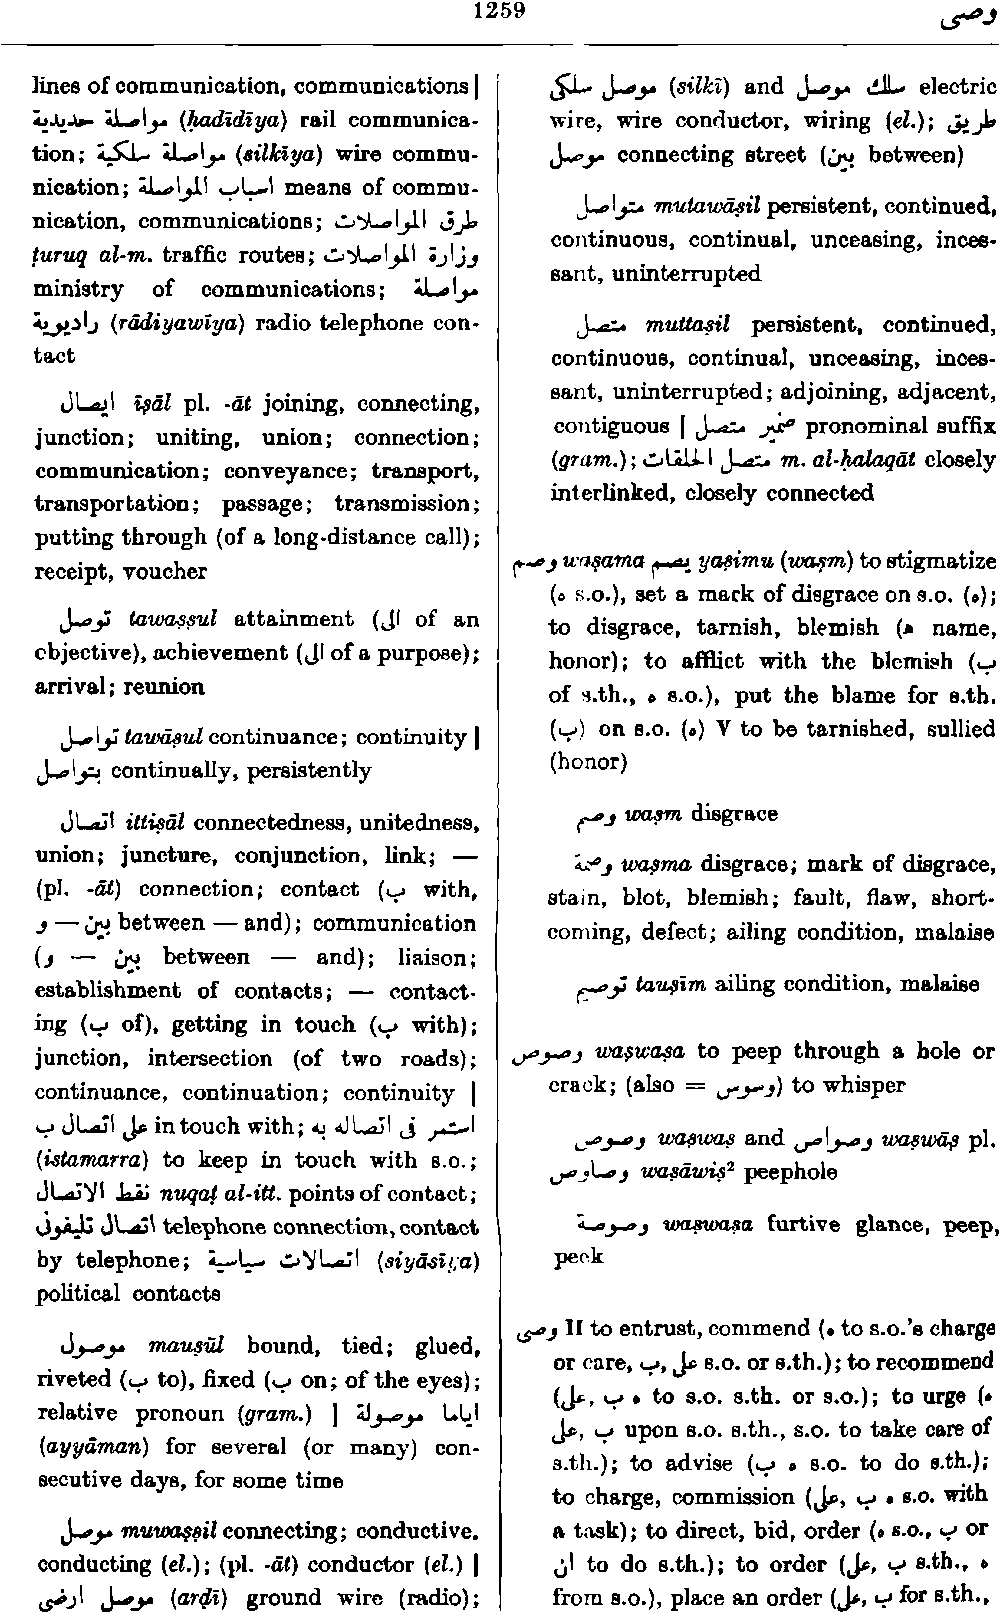 1259
وصى
lines of communication, communications |
مواصلة حديدية (ḥadīdīya) rail communica-
tion; مواصلة سلكية (silkīya) wire commu-
nication; اسباب المواصلة means of commu-
nication, communications; طرق المواصلات
ṭuruq al-m. traffic routes; وزارة المواصلات
ministry of communications; مواصلة
راديوية (rādiyawīya) radio telephone con-
tact
ايصال īṣāl pl. -āt joining, connecting,
junction; uniting, union; connection;
communication; conveyance; transport,
transportation; passage; transmission;
putting through (of a long-distance call);
receipt, voucher
توصل tawaṣṣul attainment (الى of an
objective), achievement (الى of a purpose);
arrival; reunion
تواصل tawāṣul continuance; continuity |
بتواصل continually, persistently
اتصال ittiṣāl connectedness, unitedness,
union; juncture, conjunction, link; —
(pl. -āt) connection; contact (ب with,
و — بين between — and); communication
(و — بين between — and); liaison;
establishment of contacts; — contact-
ing (ب of), getting in touch (ب with);
junction, intersection (of two roads);
continuance, continuation; continuity |
على اتصال ب in touch with; استمر فى اتصاله به
(istamarra) to keep in touch with s.o.;
نقط الاتصال nuqaṭ al-itt. points of contact;
اتصال تليفونى telephone connection, contact
by telephone; اتصالات سياسية (siyāsīya)
political contacts
موصول mauṣūl bound, tied; glued,
riveted (ب to), fixed (ب on; of the eyes);
relative pronoun (gram.) | اياما موصولة
(ayyāman) for several (or many) con-
secutive days, for some time
موصل muwaṣṣil connecting; conductive,
conducting (el.); (pl. -āt) conductor (el.) |
موصل ارضى (arḍī) ground wire (radio);
موصل سلكى (silkī) and سلك موصل electric
wire, wire conductor, wiring (el.); طريق
موصل connecting street (بين between)
متواصل mutawāṣil persistent, continued,
continuous, continual, unceasing, inces-
sant, uninterrupted
متصل muttaṣil persistent, continued,
continuous, continual, unceasing, inces-
sant, uninterrupted; adjoining, adjacent,
contiguous | ضمير متصل pronominal suffix
(gram.); متصل الحلقات m. al-ḥalaqāt closely
interlinked, closely connected
وصم waṣama يصم yaṣimu (waṣm) to stigmatize
(ه s.o.), set a mark of disgrace on s.o. (ه);
to disgrace, tarnish, blemish (ه name,
honor); to afflict with the blemish (ب
of s.th., ه s.o.), put the blame for s.th.
(ب) on s.o. (ه) V to be tarnished, sullied
(honor)
وصم waṣm disgrace
وصمة waṣma disgrace; mark of disgrace,
stain, blot, blemish; fault, flaw, short-
coming, defect; ailing condition, malaise
توصيم tauṣīm ailing condition, malaise
وصوص waṣwaṣa to peep through a hole or
crack; (also = وسوس) to whisper
وصوص waṣwaṣ and وصواص waṣwāṣ pl.
وصاوص waṣāwiṣ² peephole
وصوصة waṣwaṣa furtive glance, peep,
peek
وصى II to entrust, commend (ه to s.o.'s charge
or care, ب, على s.o. or s.th.); to recommend
(ه ب, على to s.o. s.th. or s.o.); to urge (ه
ب, على upon s.o. s.th., s.o. to take care of
s.th.); to advise (ه ب s.o. to do s.th.);
to charge, commission (ه ب, على s.o. with
a task); to direct, bid, order (ه s.o., ب or
ان to do s.th.); to order (ب, على s.th., ه
from s.o.), place an order (ب, على for s.th.,